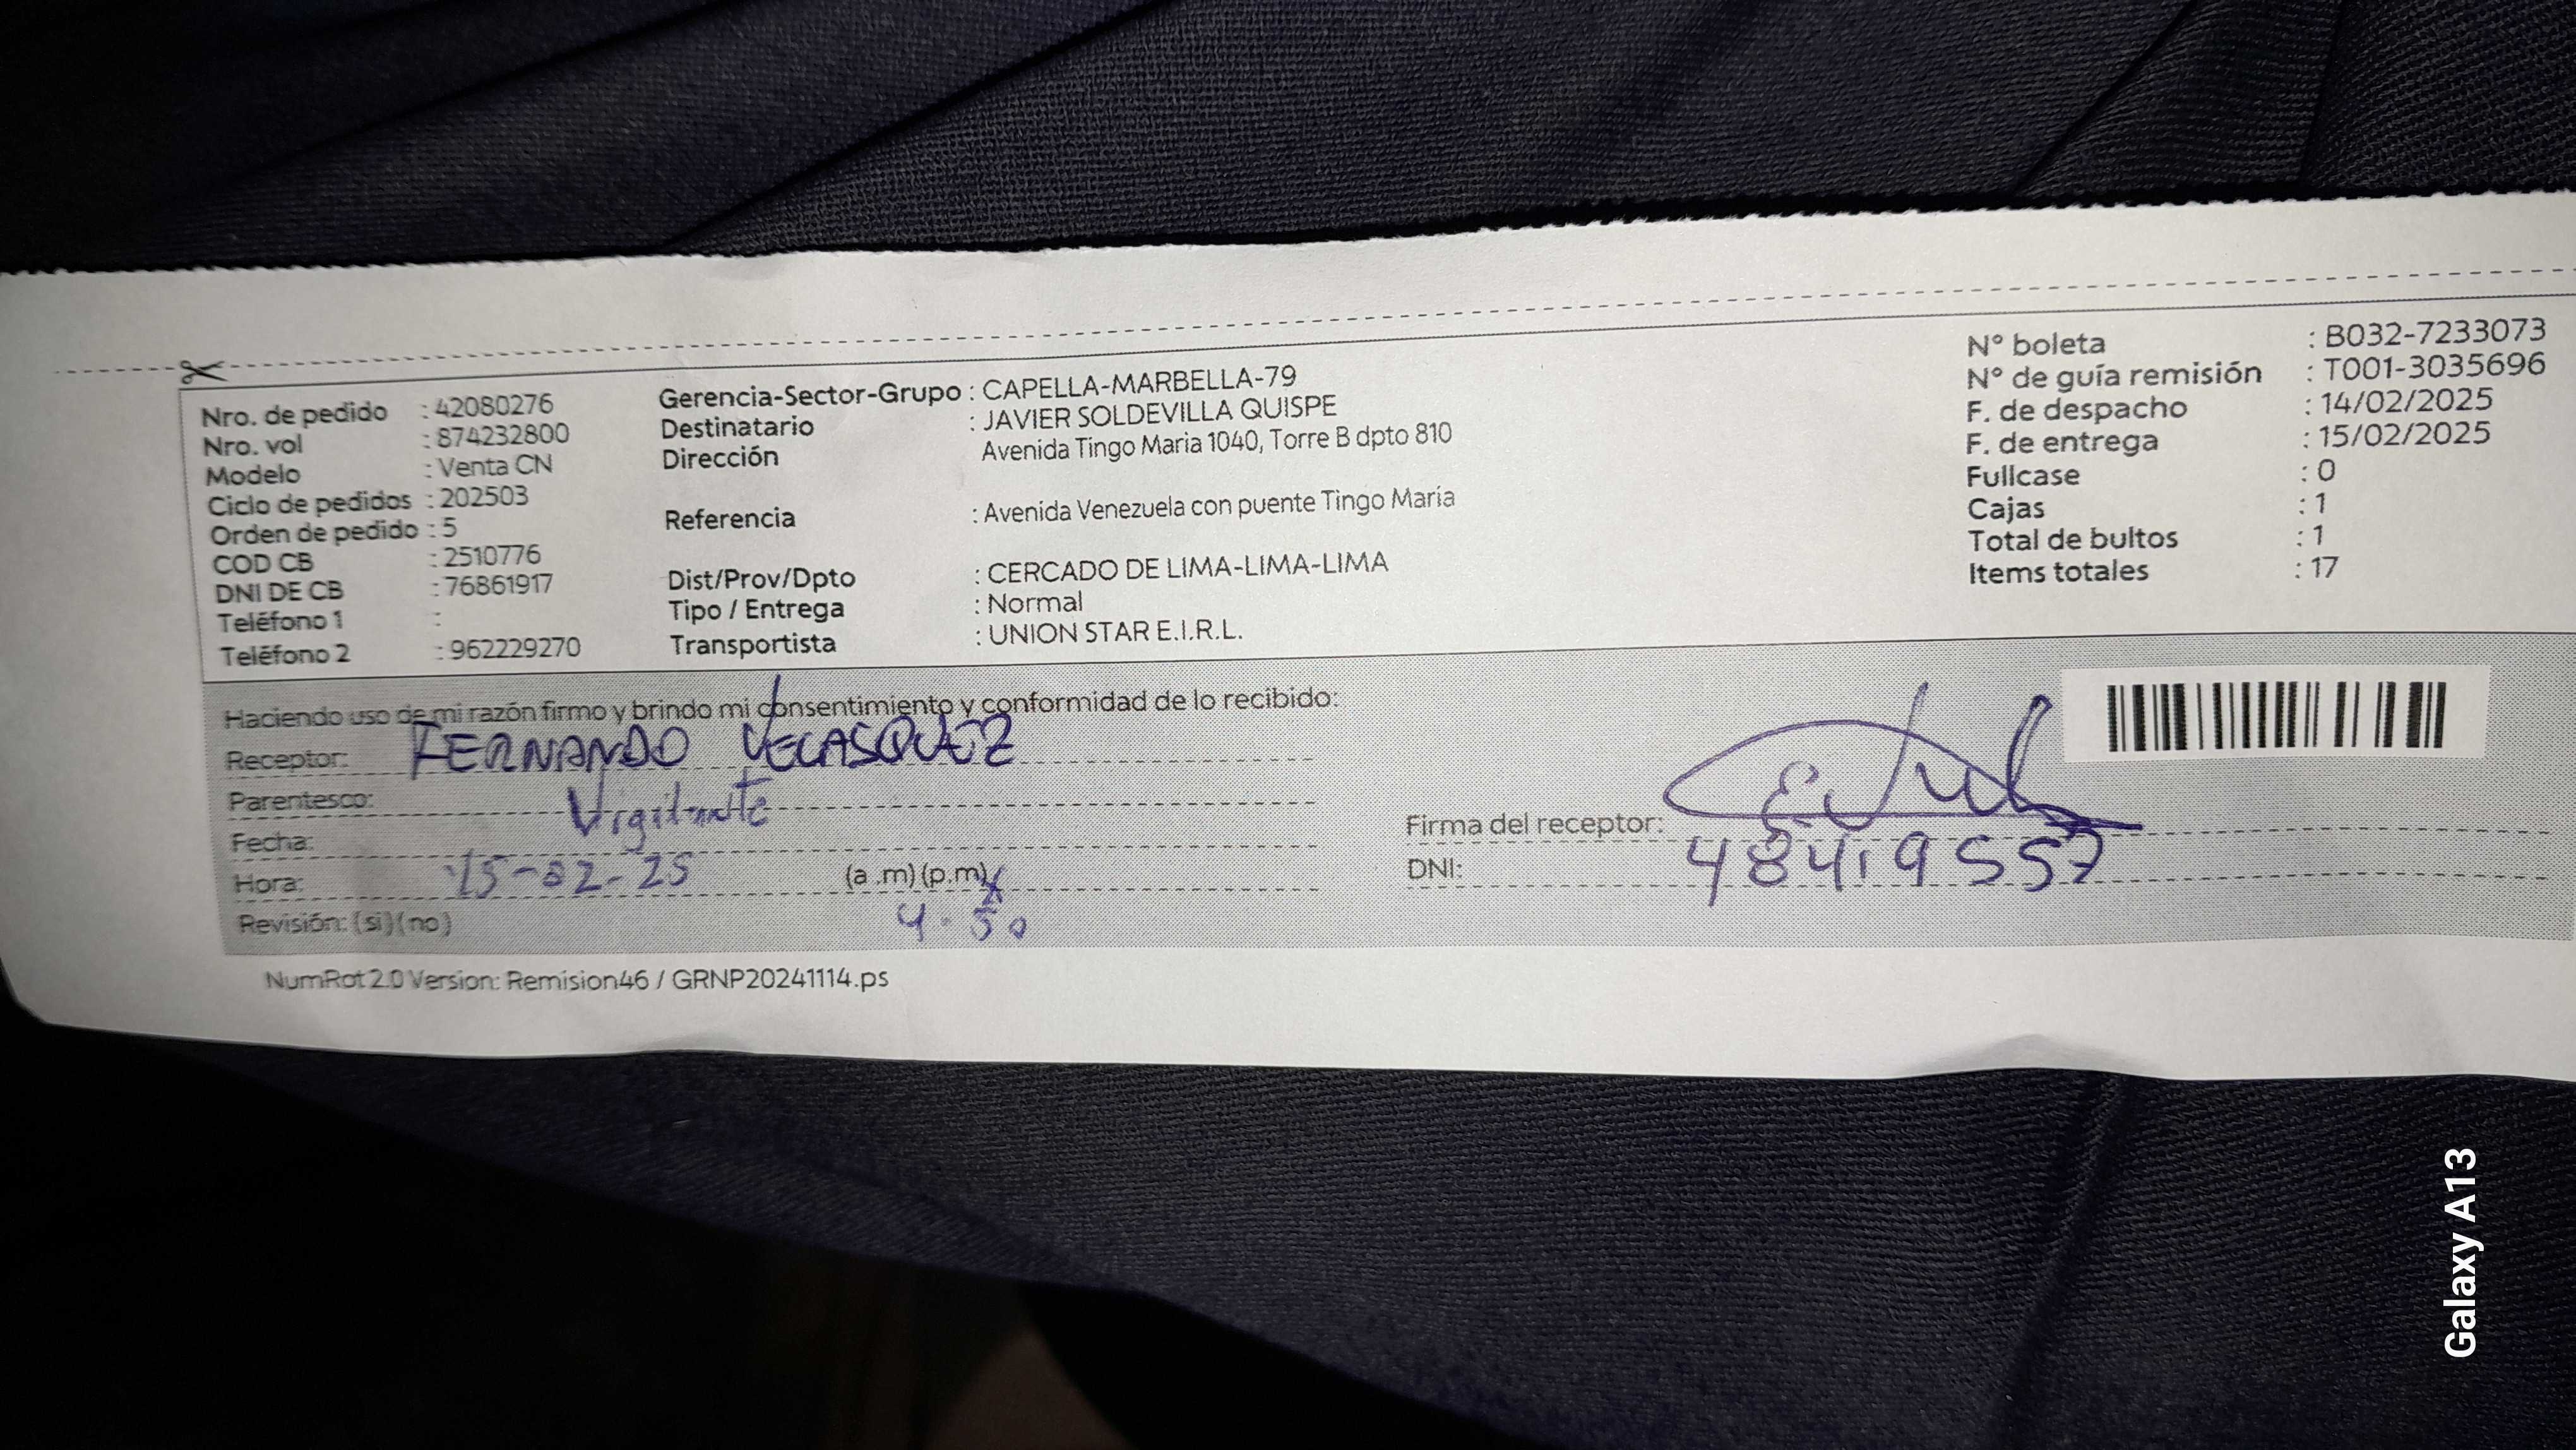 Nro. de pedido : 42080276
Nro. vol : 874232800
Modelo : Venta CN
Ciclo de pedidos : 202503
Orden de pedido : 5
COD CB : 2510776
DNI DE CB : 76861917
Teléfono 1 :
Teléfono 2 : 962229270
Gerencia-Sector-Grupo : CAPELLA-MARBELLA-79
Destinatario : JAVIER SOLDEVILLA QUISPE
Dirección Avenida Tingo Maria 1040, Torre B dpto 810
Referencia : Avenida Venezuela con puente Tingo María
Dist/Prov/Dpto : CERCADO DE LIMA-LIMA-LIMA
Tipo / Entrega : Normal
Transportista : UNION STAR E.I.R.L.
N° boleta : B032-7233073
N° de guía remisión : T001-3035696
F. de despacho : 14/02/2025
F. de entrega : 15/02/2025
Fullcase : 0
Cajas : 1
Total de bultos : 1
Items totales : 17
Haciendo uso de mi razón firmo y brindo mi consentimiento y conformidad de lo recibido:
Receptor: FERNANDO VELASQUEZ
Parentesco: Vigilante
Fecha:
Hora: 15-02-25 (a .m) (p.m) x
4.50
Revisión: (si) (no)
Firma del receptor:
DNI: 48419557
NumRot 2.0 Version: Remision46 / GRNP20241114.ps
Galaxy A13